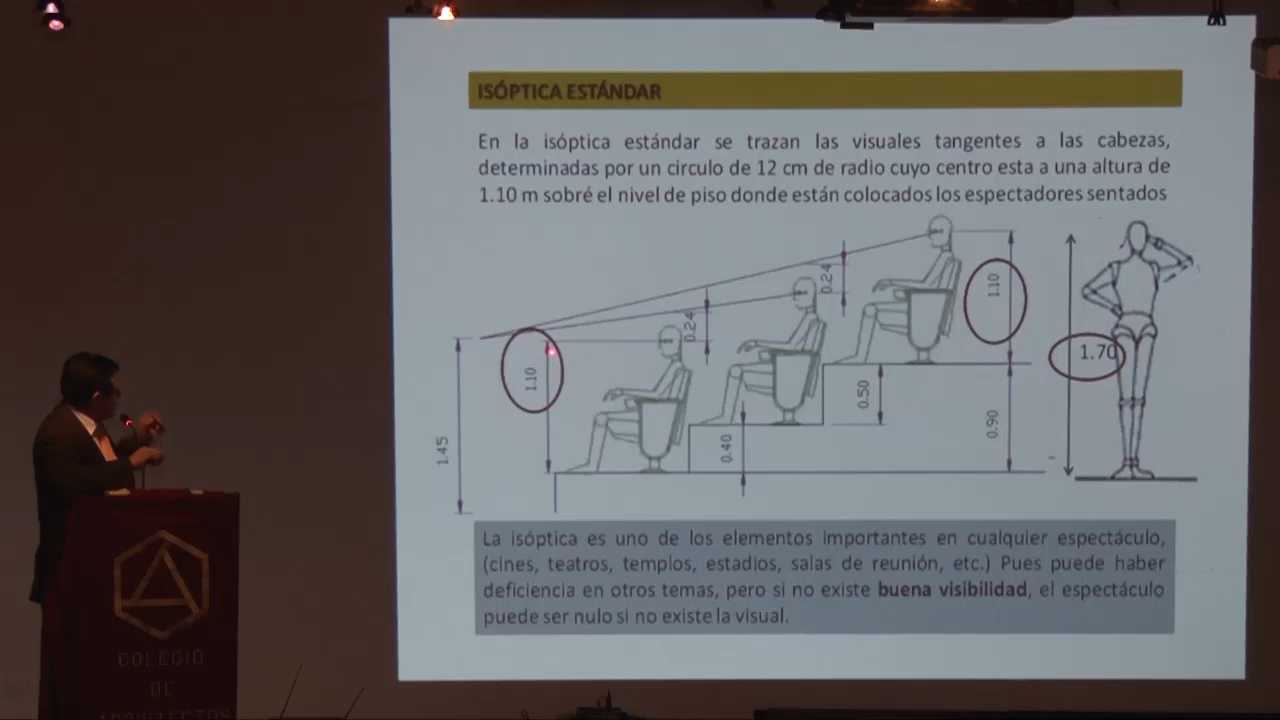 ISÓPTICA ESTÁNDAR
En la isóptica estándar se trazan las visuales tangentes a las cabezas,
determinadas por un circulo de 12 cm de radio cuyo centro esta a una altura de
1.10 m sobré el nivel de piso donde están colocados los espectadores sentados
0.24
1.10
0.24
1.70
1.10
0.50
0.90
1.45
0.40
La isóptica es uno de los elementos importantes en cualquier espectáculo,
(cines, teatros, templos, estadios, salas de reunión, etc.) Pues puede haber
deficiencia en otros temas, pero si no existe buena visibilidad, el espectáculo
puede ser nulo si no existe la visual.
COLEGIO
DE
ARQUITECTOS